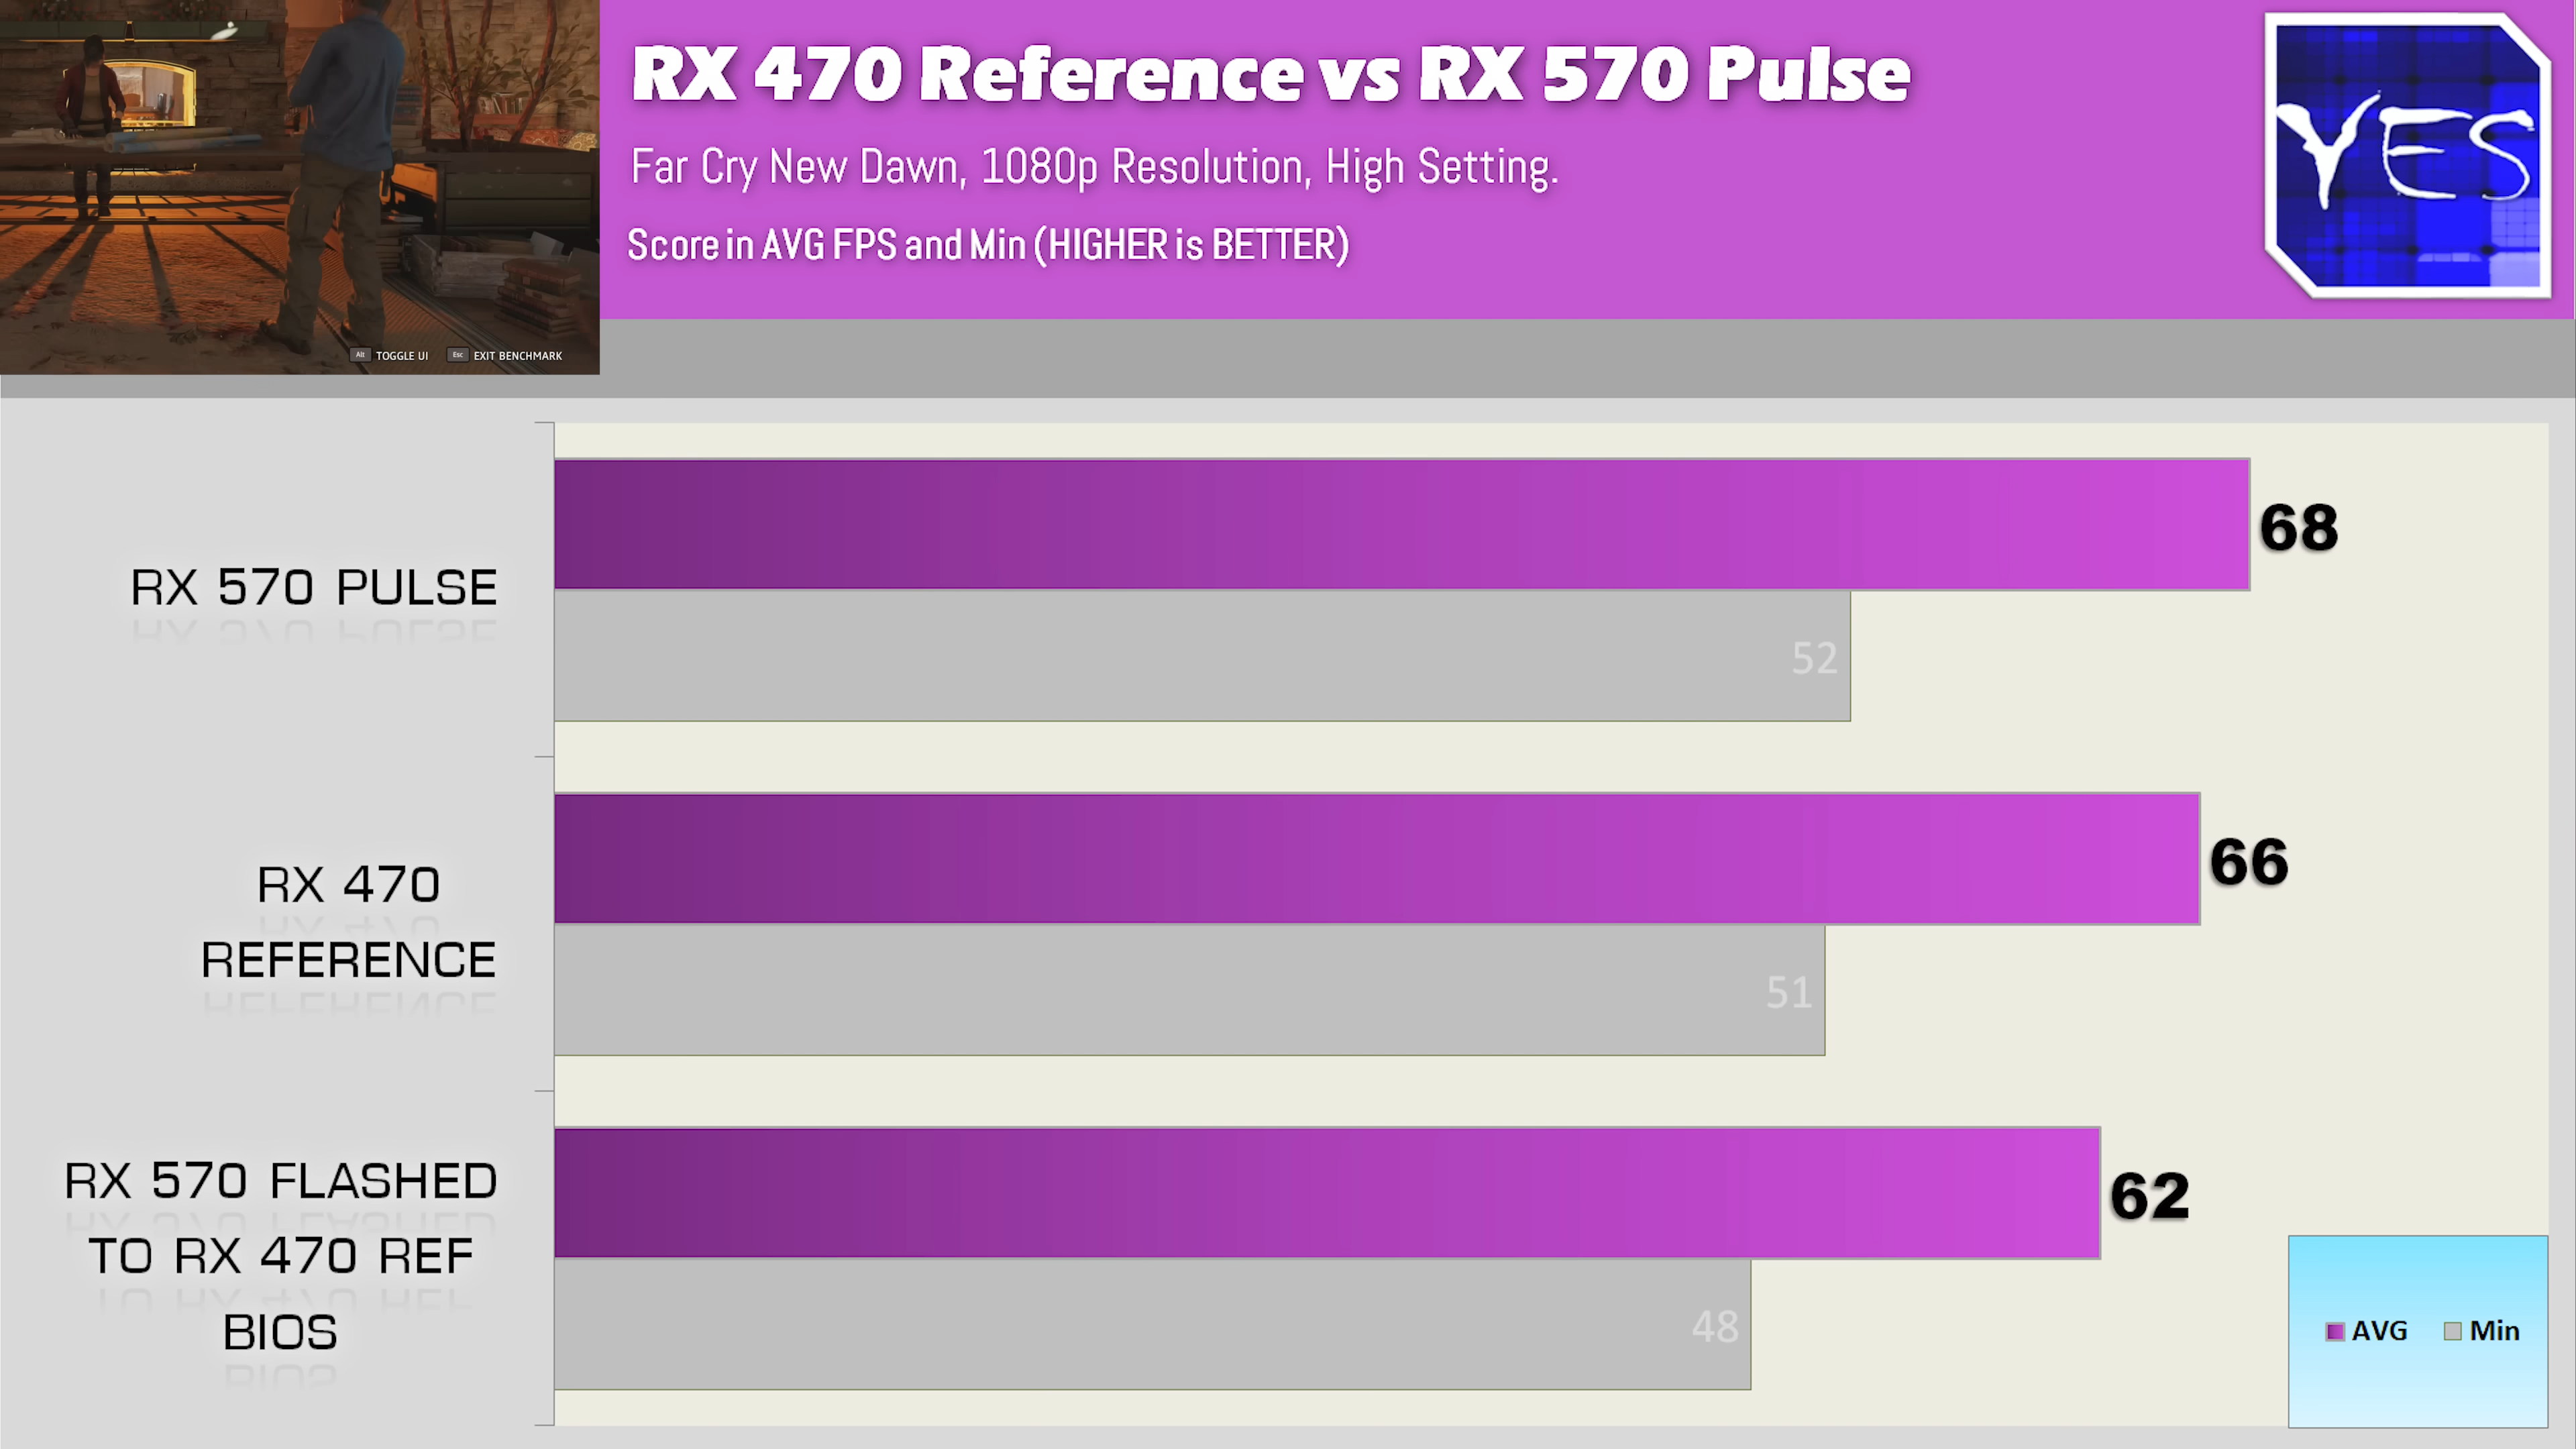 RX 470 Reference vs RX 570 Pulse
Far Cry New Dawn, 1080p Resolution, High Setting.
Score in AVG FPS and Min (HIGHER is BETTER)
YES
Alt TOGGLE UI Esc EXIT BENCHMARK
RX 570 PULSE
68
52
RX 470
REFERENCE
66
51
RX 570 FLASHED
TO RX 470 REF
BIOS
62
48
AVG Min